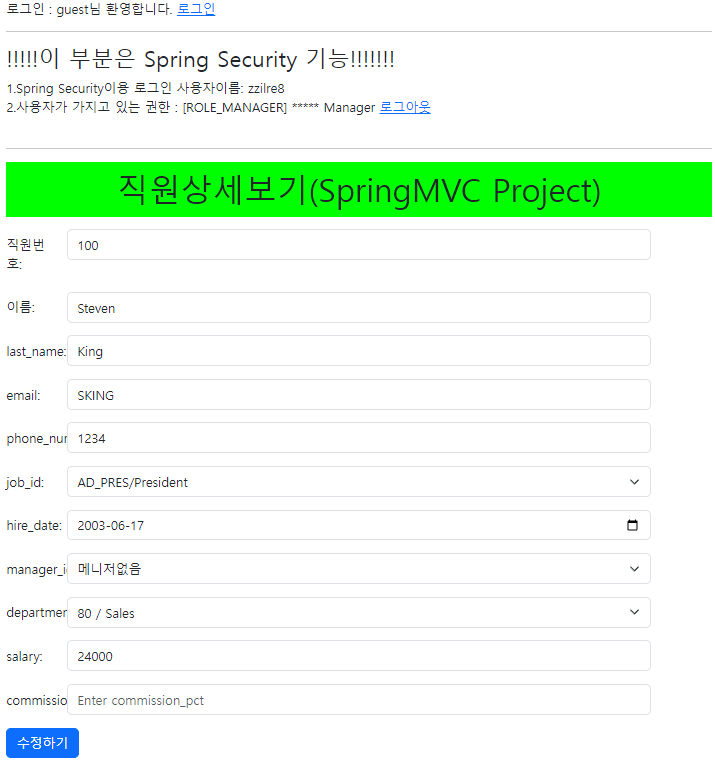 로그인 : guest님 환영합니다. 로그인
!!!!!이 부분은 Spring Security 기능!!!!!!!
1.Spring Security이용 로그인 사용자이름: zzilre8
2.사용자가 가지고 있는 권한 : [ROLE_MANAGER] ***** Manager 로그아웃
직원상세보기(SpringMVC Project)
직원번
호:
100
이름:
Steven
last_name:
King
email:
SKING
phone_nu
1234
job_id:
AD_PRES/President
hire_date:
2003-06-17
manager_i
메니저없음
departmen
80 / Sales
salary:
24000
commissio
Enter commission_pct
수정하기